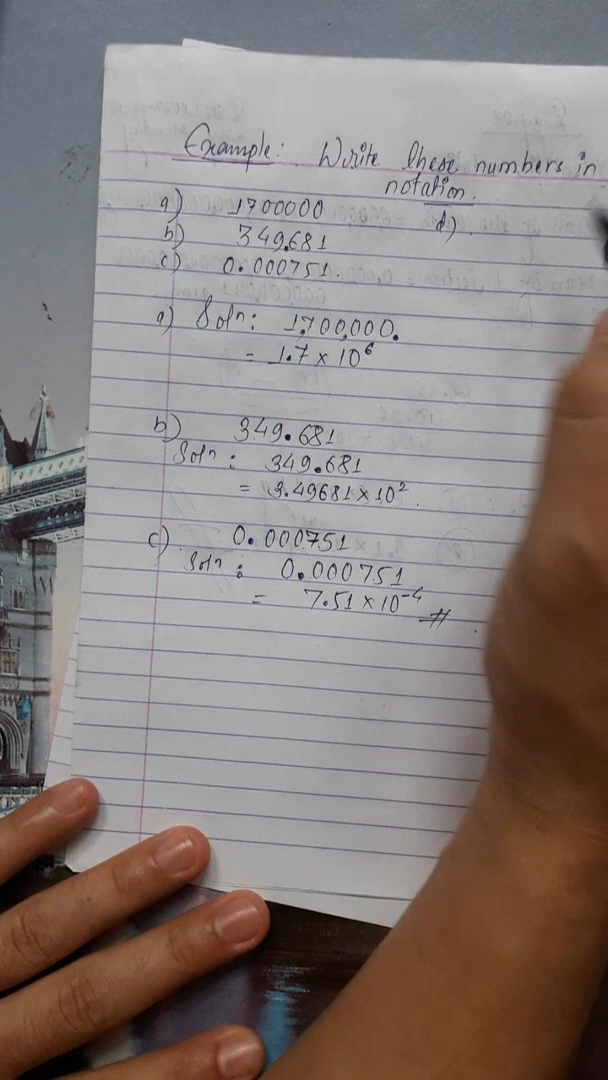 Example: Write these numbers in
notation.
a) 1700000
d).
b) 349.681
c) 0.000751.
a) Soln: 1,700,000.
= 1.7 × 10⁶
b) 349.681
Soln: 349.681
= 3.49681 × 10².
c) 0.000751
Soln: 0.000751
= 7.51 × 10⁻⁴